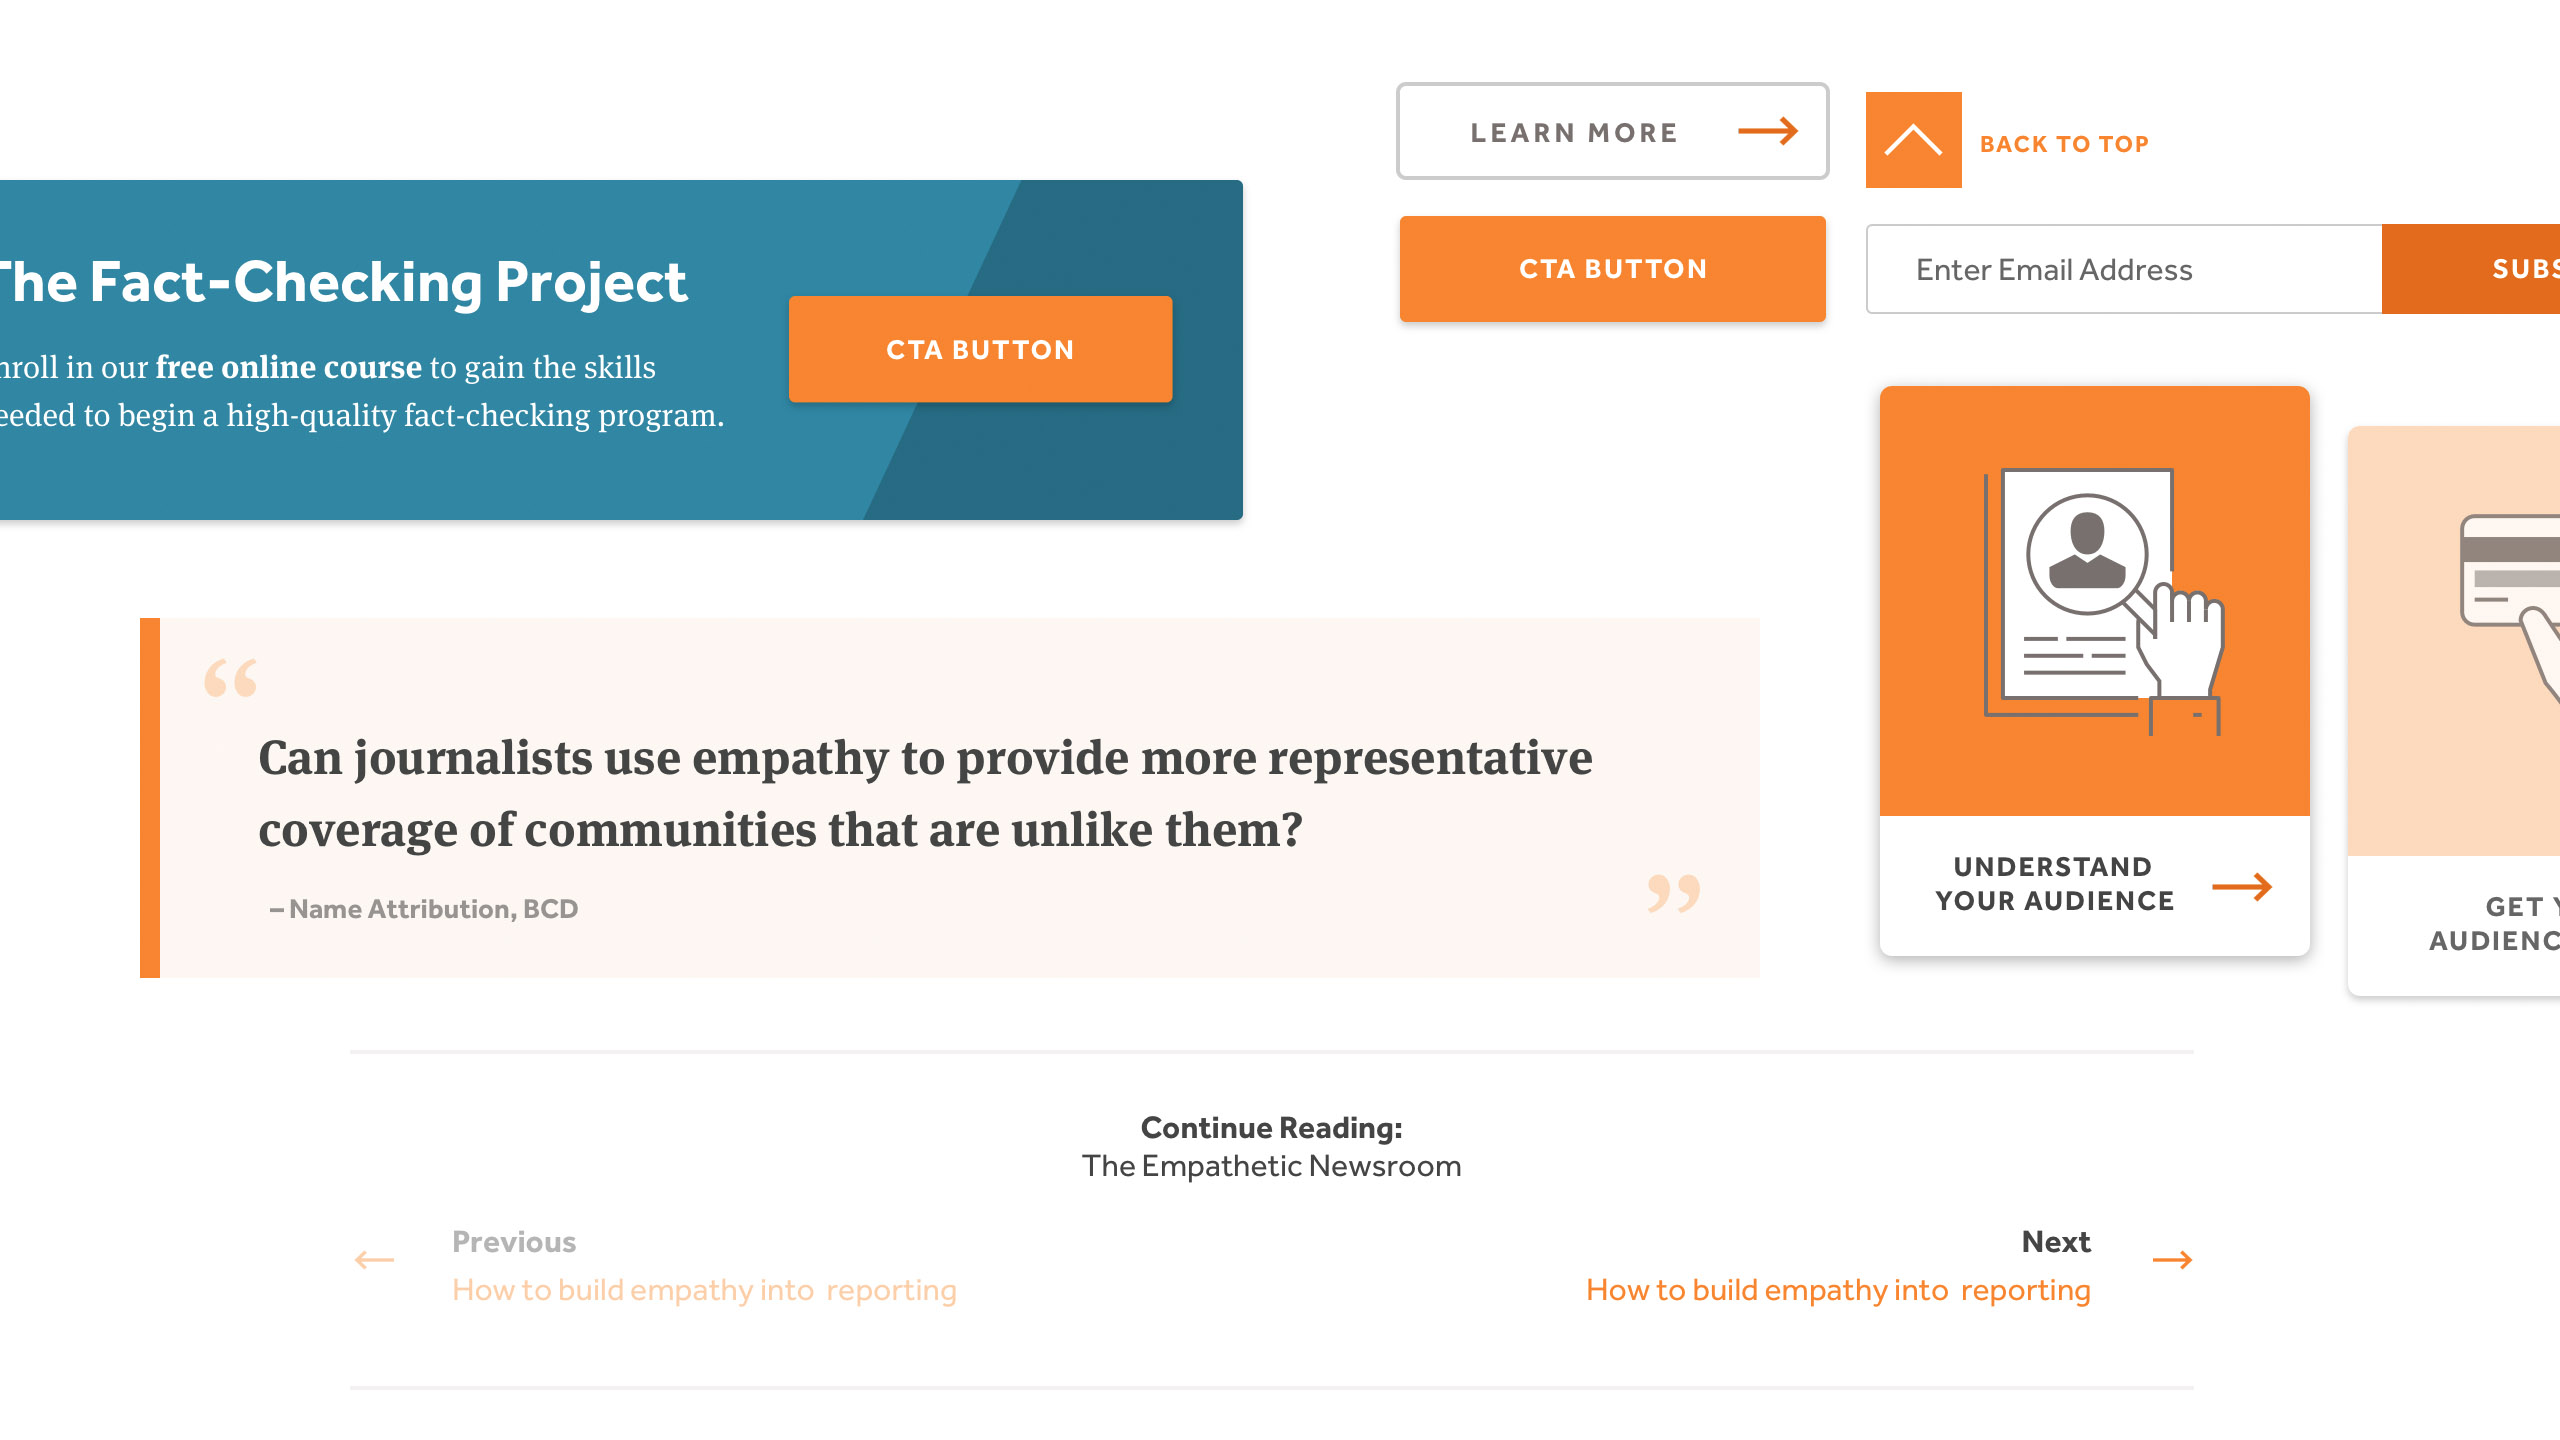 LEARN MORE
BACK TO TOP
The Fact-Checking Project
nroll in our free online course to gain the skills
eeded to begin a high-quality fact-checking program.
CTA BUTTON
CTA BUTTON
Enter Email Address
SUBS
“
Can journalists use empathy to provide more representative
coverage of communities that are unlike them?
– Name Attribution, BCD
”
UNDERSTAND
YOUR AUDIENCE
GET Y
AUDIENC
Continue Reading:
The Empathetic Newsroom
Previous
How to build empathy into  reporting
Next
How to build empathy into  reporting